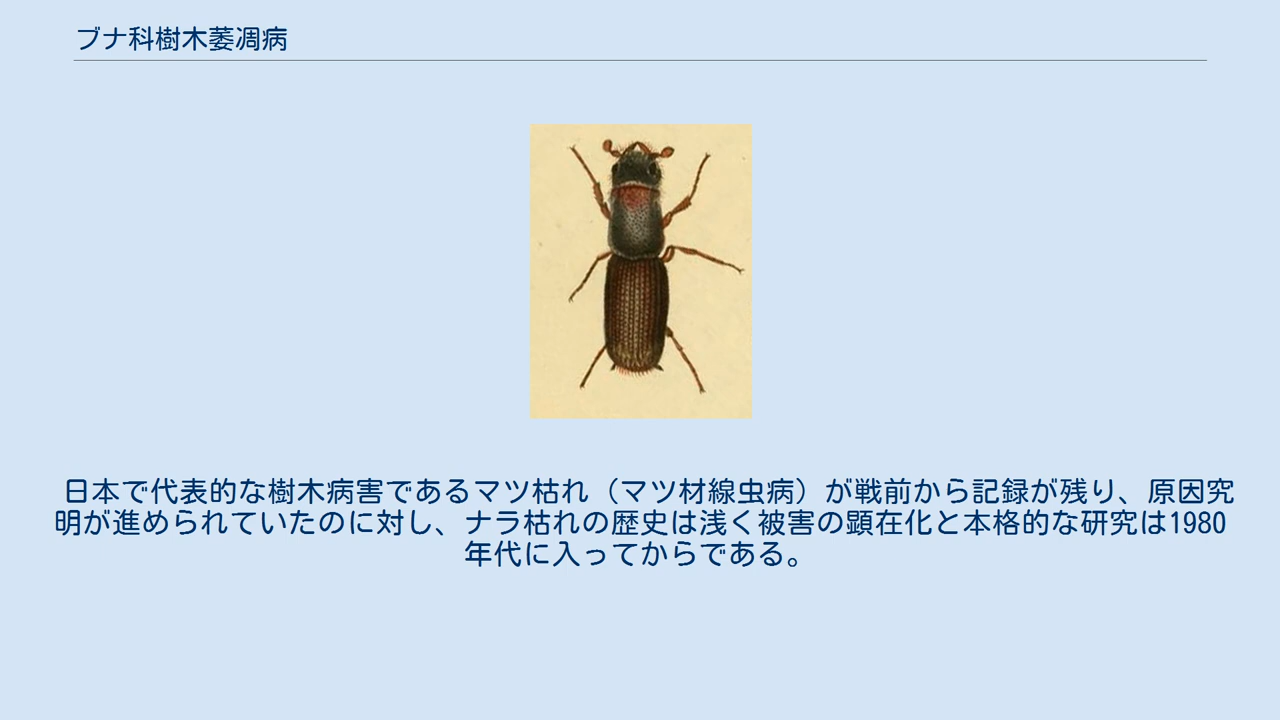 ブナ科樹木萎凋病
日本で代表的な樹木病害であるマツ枯れ（マツ材線虫病）が戦前から記録が残り、原因究
明が進められていたのに対し、ナラ枯れの歴史は浅く被害の顕在化と本格的な研究は1980
年代に入ってからである。